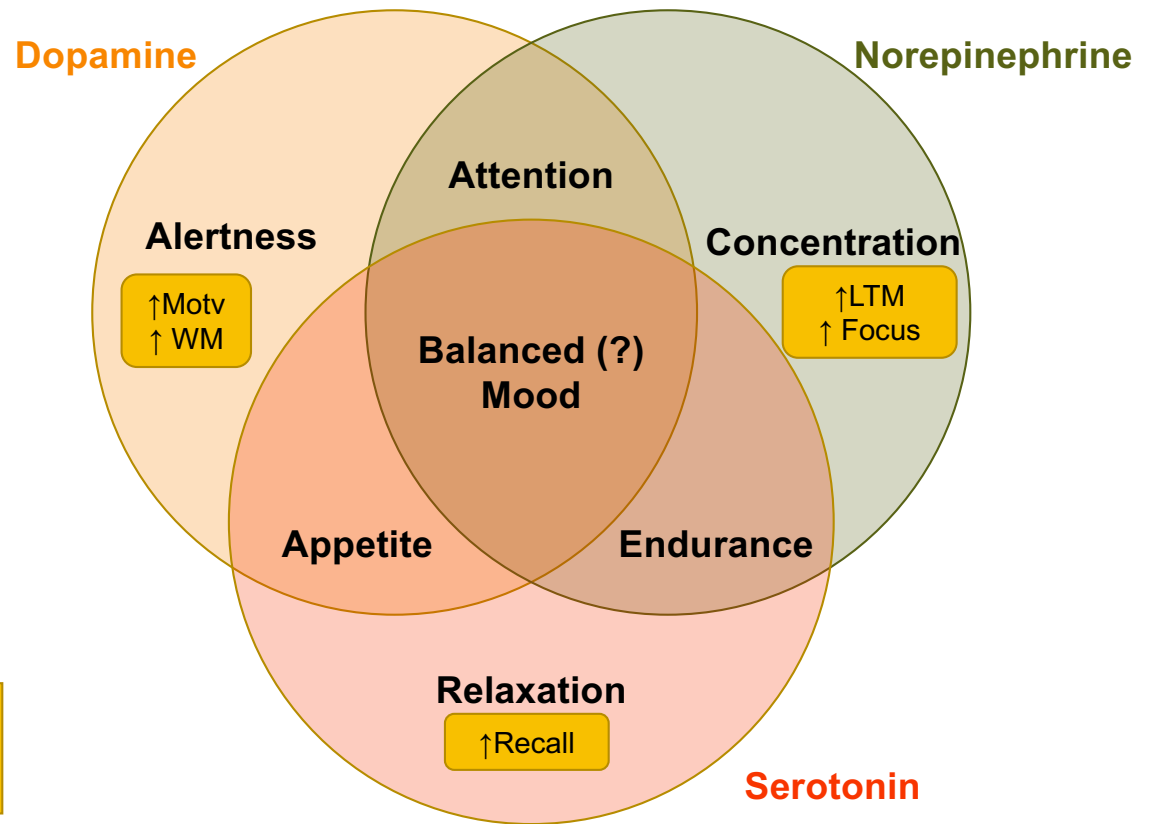 Dopamine
Norepinephrine
Attention
Alertness
Concentration
↑Motv
↑ WM
↑LTM
↑ Focus
Balanced (?)
Mood
Appetite
Endurance
Relaxation
↑Recall
Serotonin